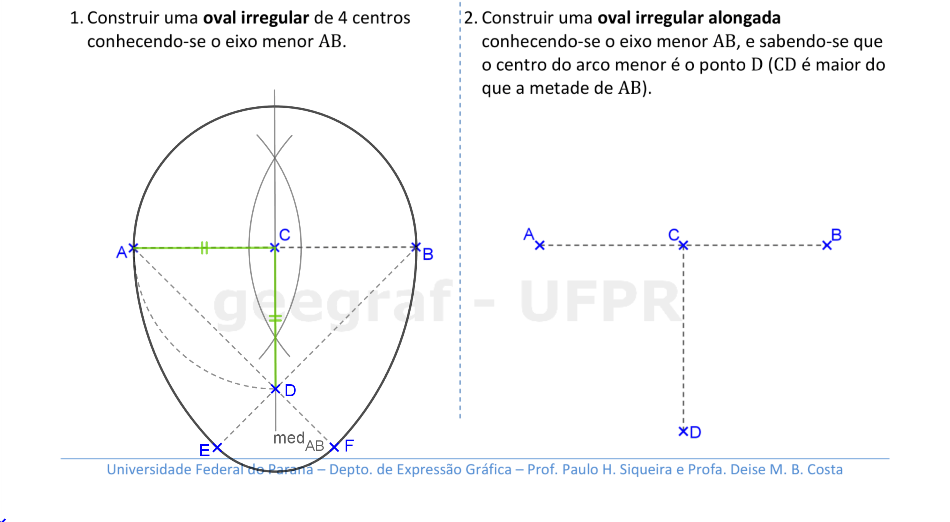 1. Construir uma oval irregular de 4 centros
conhecendo-se o eixo menor AB.
2. Construir uma oval irregular alongada
conhecendo-se o eixo menor AB, e sabendo-se que
o centro do arco menor é o ponto D (CD é maior do
que a metade de AB).
C
A
B
D
med AB
E
F
A
C
B
D
geegraf - UFPR
Universidade Federal do Paraná – Depto. de Expressão Gráfica – Prof. Paulo H. Siqueira e Profa. Deise M. B. Costa